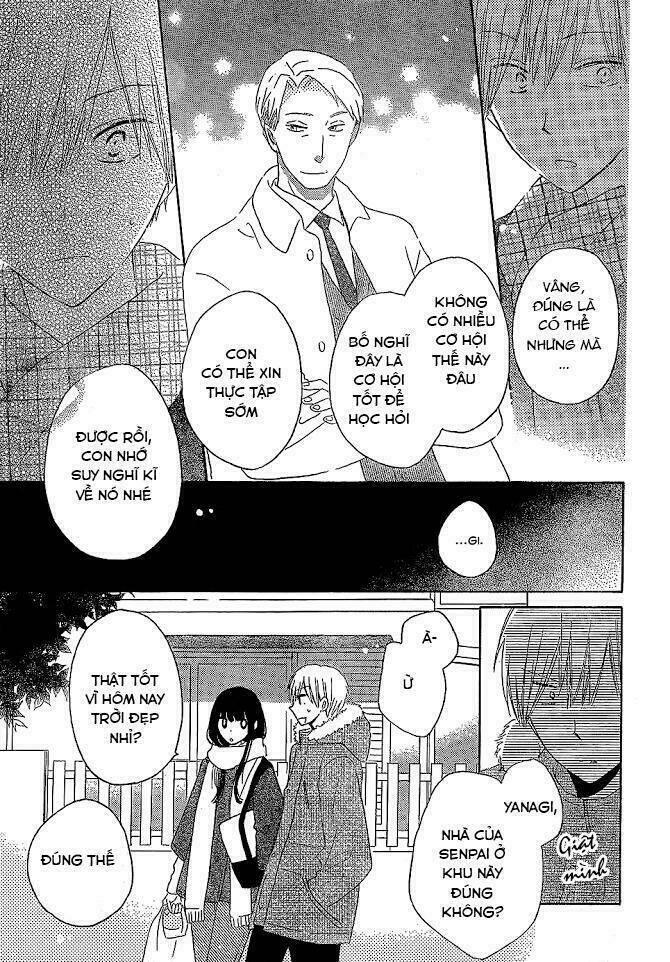 VÂNG,
ĐÚNG LÀ
CÓ THỂ
NHƯNG MÀ
...
KHÔNG
CÓ NHIỀU
CƠ HỘI
THẾ NÀY
ĐÂU
BỐ NGHĨ
ĐÂY LÀ
CƠ HỘI
TỐT ĐỂ
HỌC HỎI
CON
CÓ THỂ XIN
THỰC TẬP
SỚM
ĐƯỢC RỒI,
CON NHỚ
SUY NGHĨ KĨ
VỀ NÓ NHÉ
...GI.
YANAGI,
NHÀ CỦA
SENPAI Ở
KHU NÀY
ĐÚNG
KHÔNG?
Giật
mình
À-
Ừ
THẬT TỐT
VÌ HÔM NAY
TRỜI ĐẸP
NHỈ?
ĐÚNG THẾ